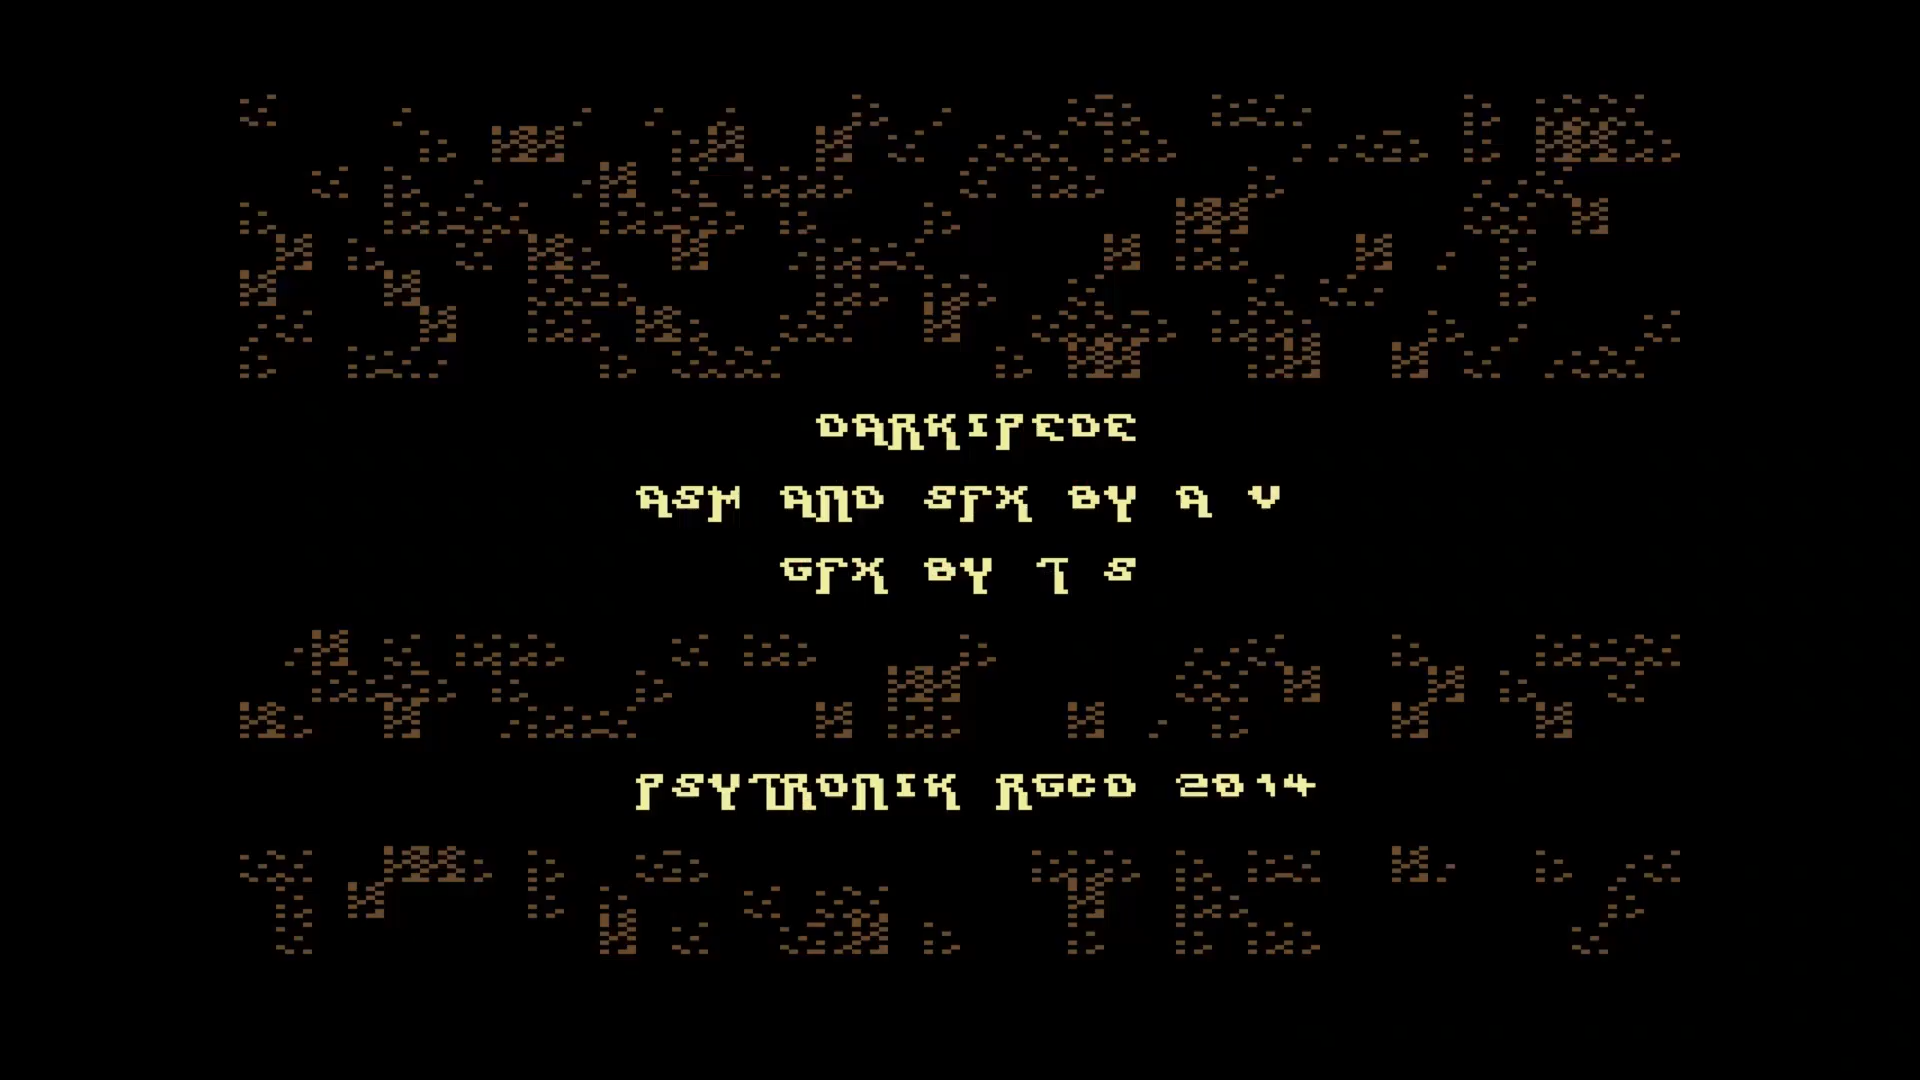 DARKIPEDE
ASM AND SFX BY A V
GFX BY T S
PSYTRONIK RGCD 2014